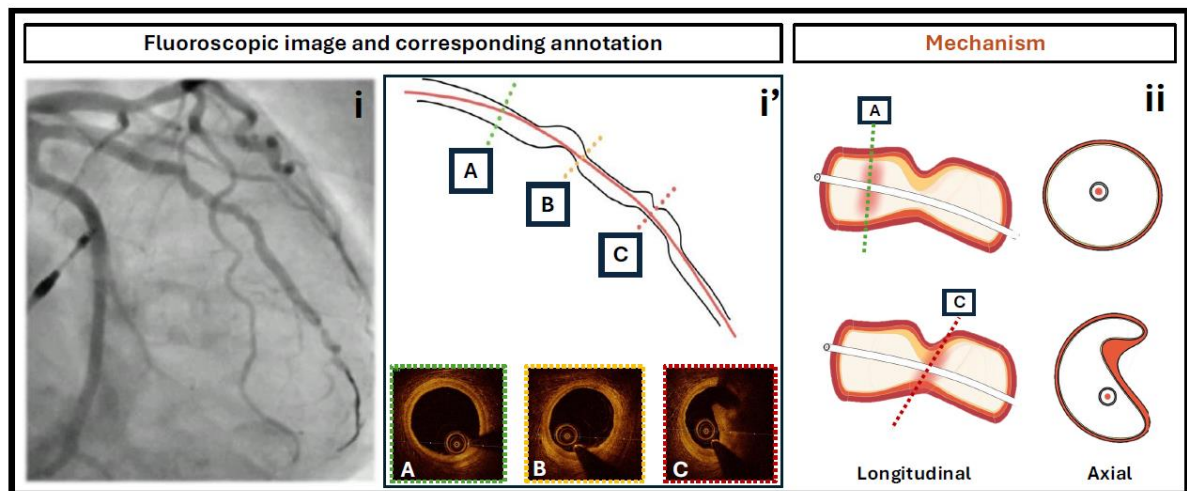 Fluoroscopic image and corresponding annotation
Mechanism
i
i’
ii
A
B
C
A
B
C
A
C
Longitudinal
Axial